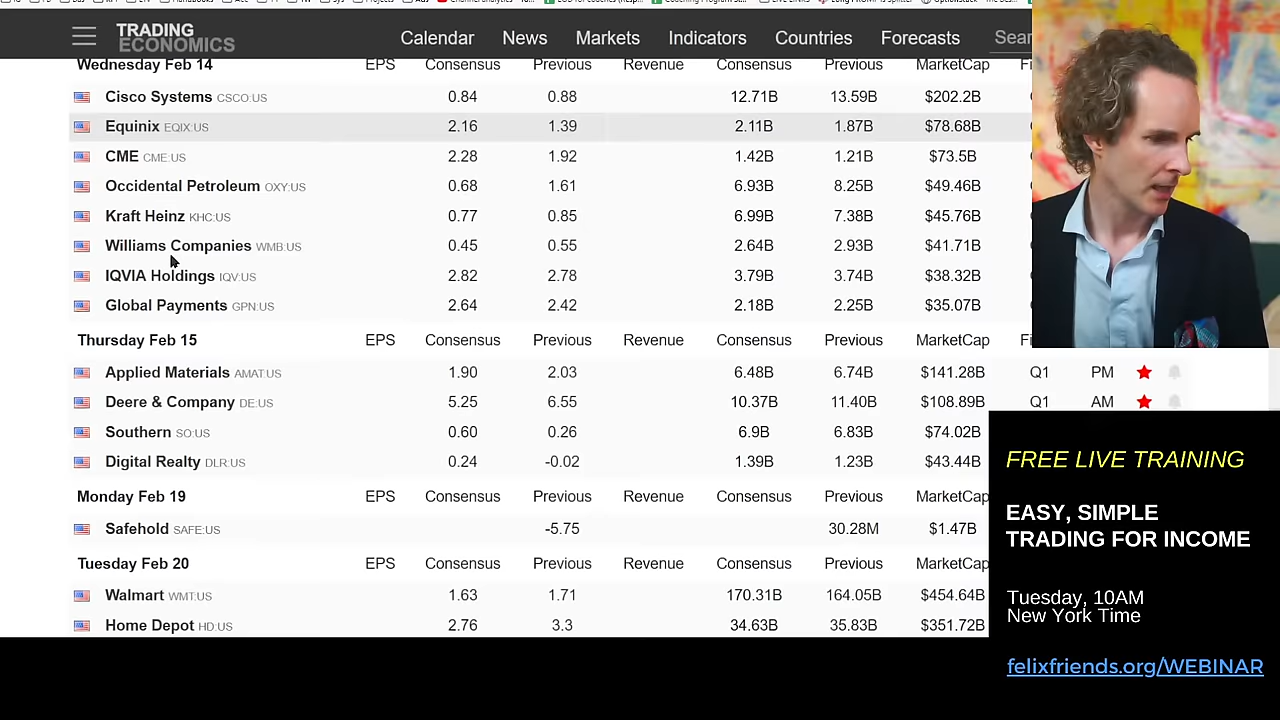 TRADING
ECONOMICS
Calendar News Markets Indicators Countries Forecasts Sear
Wednesday Feb 14 EPS Consensus Previous Revenue Consensus Previous MarketCap Fi
Cisco Systems CSCO:US 0.84 0.88 12.71B 13.59B $202.2B
Equinix EQIX:US 2.16 1.39 2.11B 1.87B $78.68B
CME CME:US 2.28 1.92 1.42B 1.21B $73.5B
Occidental Petroleum OXY:US 0.68 1.61 6.93B 8.25B $49.46B
Kraft Heinz KHC:US 0.77 0.85 6.99B 7.38B $45.76B
Williams Companies WMB:US 0.45 0.55 2.64B 2.93B $41.71B
IQVIA Holdings IQV:US 2.82 2.78 3.79B 3.74B $38.32B
Global Payments GPN:US 2.64 2.42 2.18B 2.25B $35.07B
Thursday Feb 15 EPS Consensus Previous Revenue Consensus Previous MarketCap Fi
Applied Materials AMAT:US 1.90 2.03 6.48B 6.74B $141.28B Q1 PM
Deere & Company DE:US 5.25 6.55 10.37B 11.40B $108.89B Q1 AM
Southern SO:US 0.60 0.26 6.9B 6.83B $74.02B
Digital Realty DLR:US 0.24 -0.02 1.39B 1.23B $43.44B
Monday Feb 19 EPS Consensus Previous Revenue Consensus Previous MarketCap
Safehold SAFE:US -5.75 30.28M $1.47B
Tuesday Feb 20 EPS Consensus Previous Revenue Consensus Previous MarketCap
Walmart WMT:US 1.63 1.71 170.31B 164.05B $454.64B
Home Depot HD:US 2.76 3.3 34.63B 35.83B $351.72B
FREE LIVE TRAINING
EASY, SIMPLE
TRADING FOR INCOME
Tuesday, 10AM
New York Time
felixfriends.org/WEBINAR